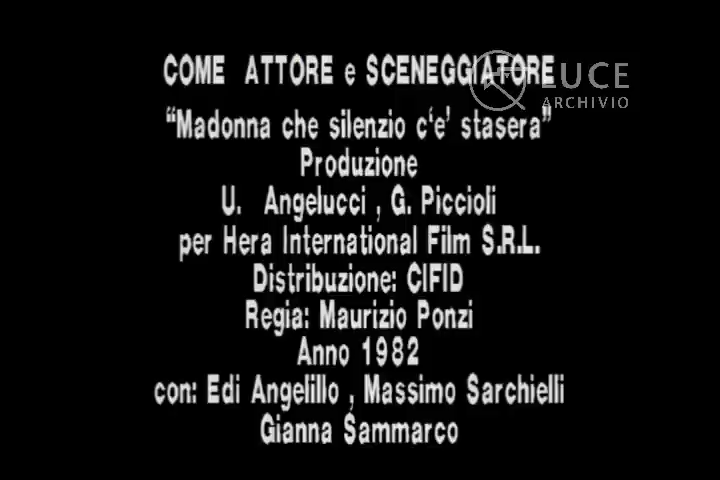 COME ATTORE e SCENEGGIATORE
LUCE
ARCHIVIO
“Madonna che silenzio c‘e’ stasera”
Produzione
U. Angelucci , G. Piccioli
per Hera International Film S.R.L.
Distribuzione: CIFID
Regia: Maurizio Ponzi
Anno 1982
con: Edi Angelillo , Massimo Sarchielli
Gianna Sammarco